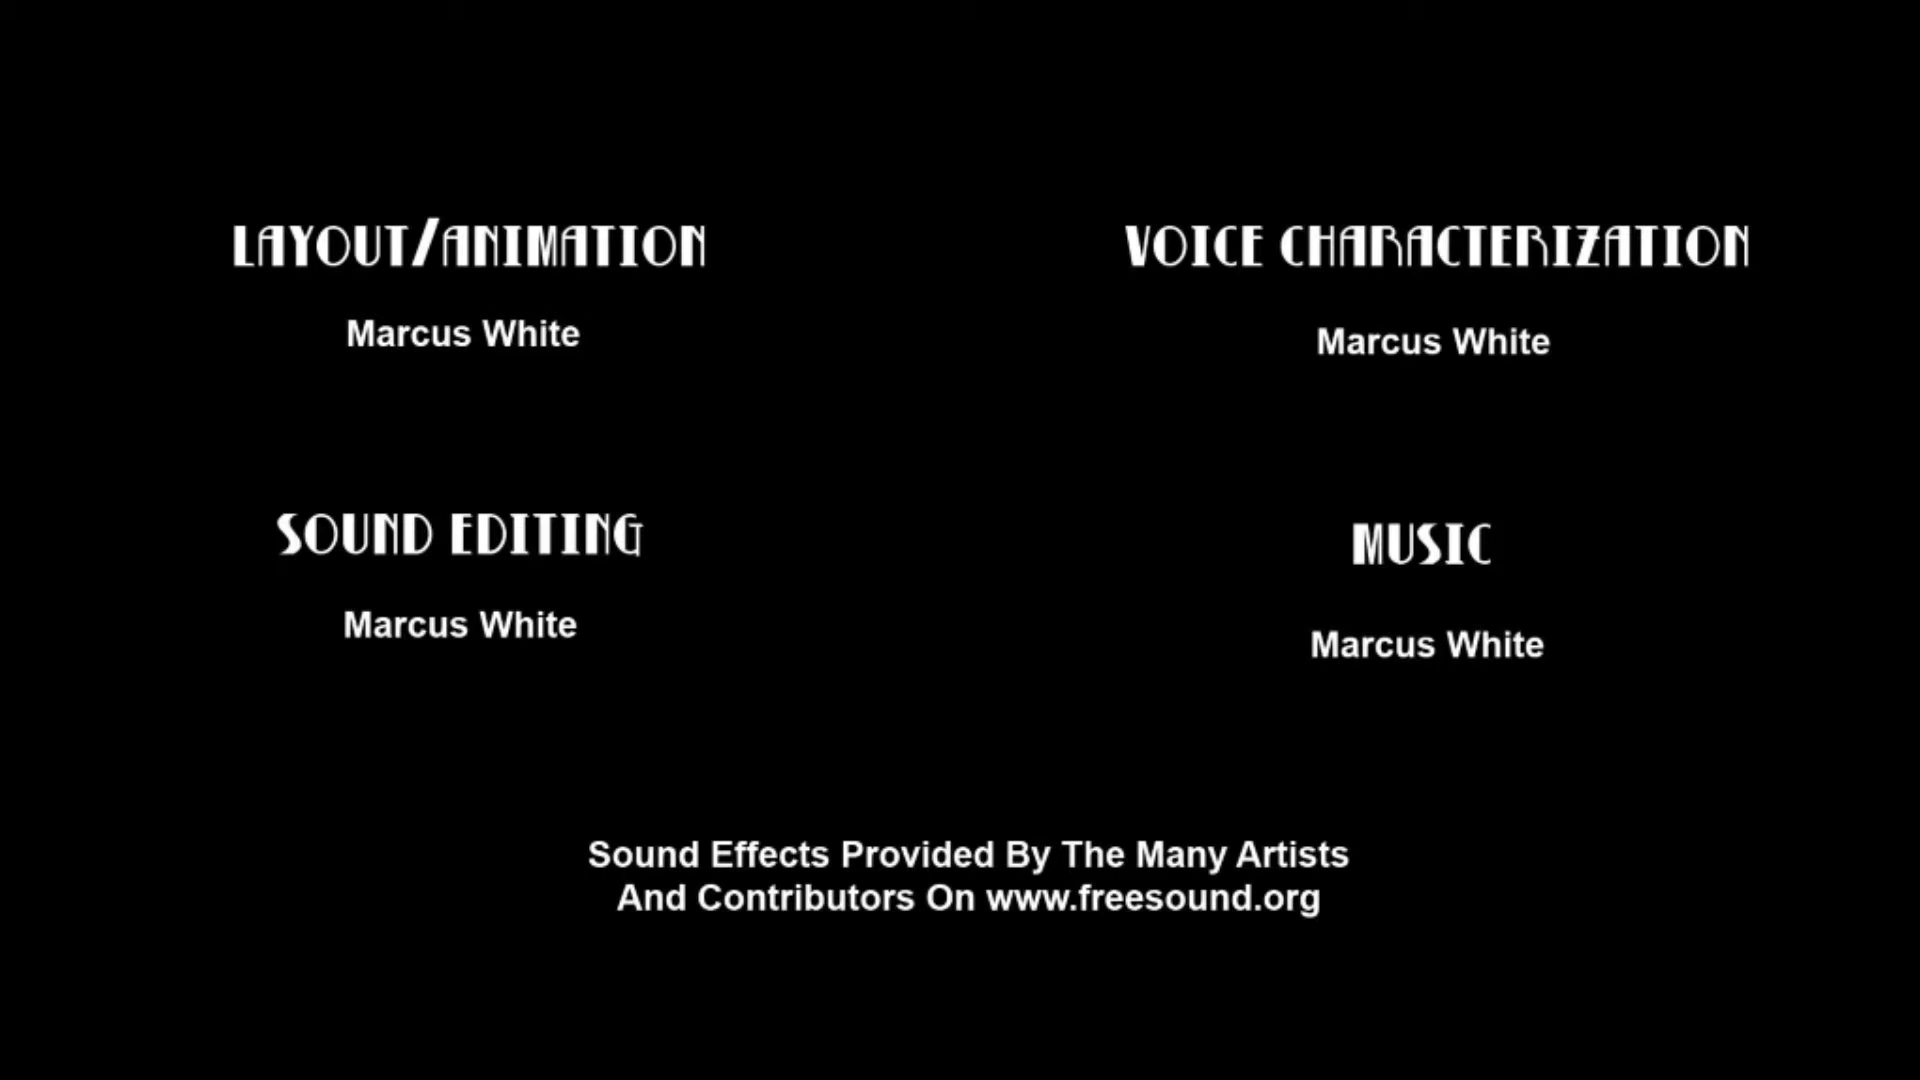 LAYOUT/ANIMATION
Marcus White
VOICE CHARACTERIZATION
Marcus White
SOUND EDITING
Marcus White
MUSIC
Marcus White
Sound Effects Provided By The Many Artists
And Contributors On www.freesound.org